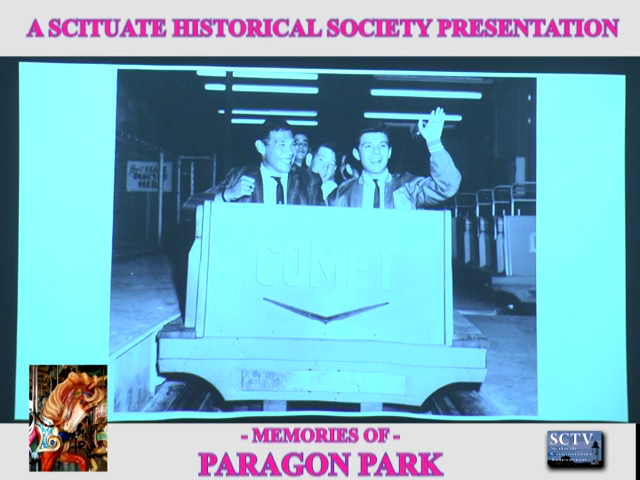 A SCITUATE HISTORICAL SOCIETY PRESENTATION
COMET
- MEMORIES OF -
PARAGON PARK
SCTV